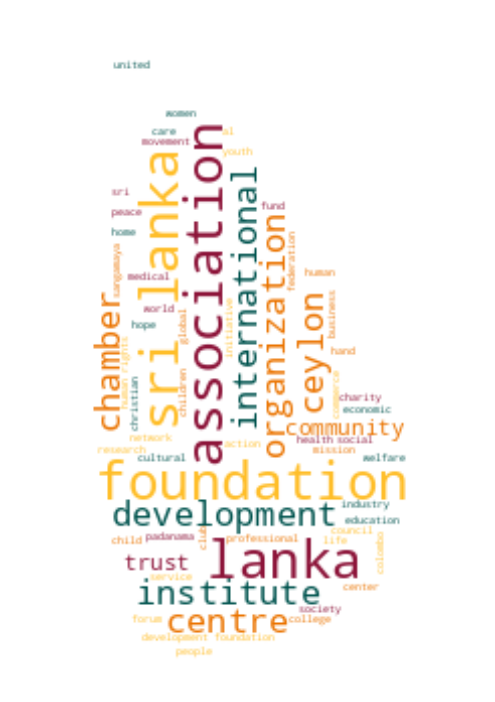 united
women
care
al
movement
youth
association
sri lanka
international
sri
fund
peace
organization
home
federation
sangamaya
human
medical
chamber
ceylon
business
world
initiative
global
hope
human rights
hand
children
commerce
christian
charity
economic
community
network
health
social
action
research
mission
cultural
welfare
foundation
development
industry
education
club
council
child
padanama
professional
life
colombo
lanka
trust
service
institute
center
society
centre
forum
college
development foundation
people